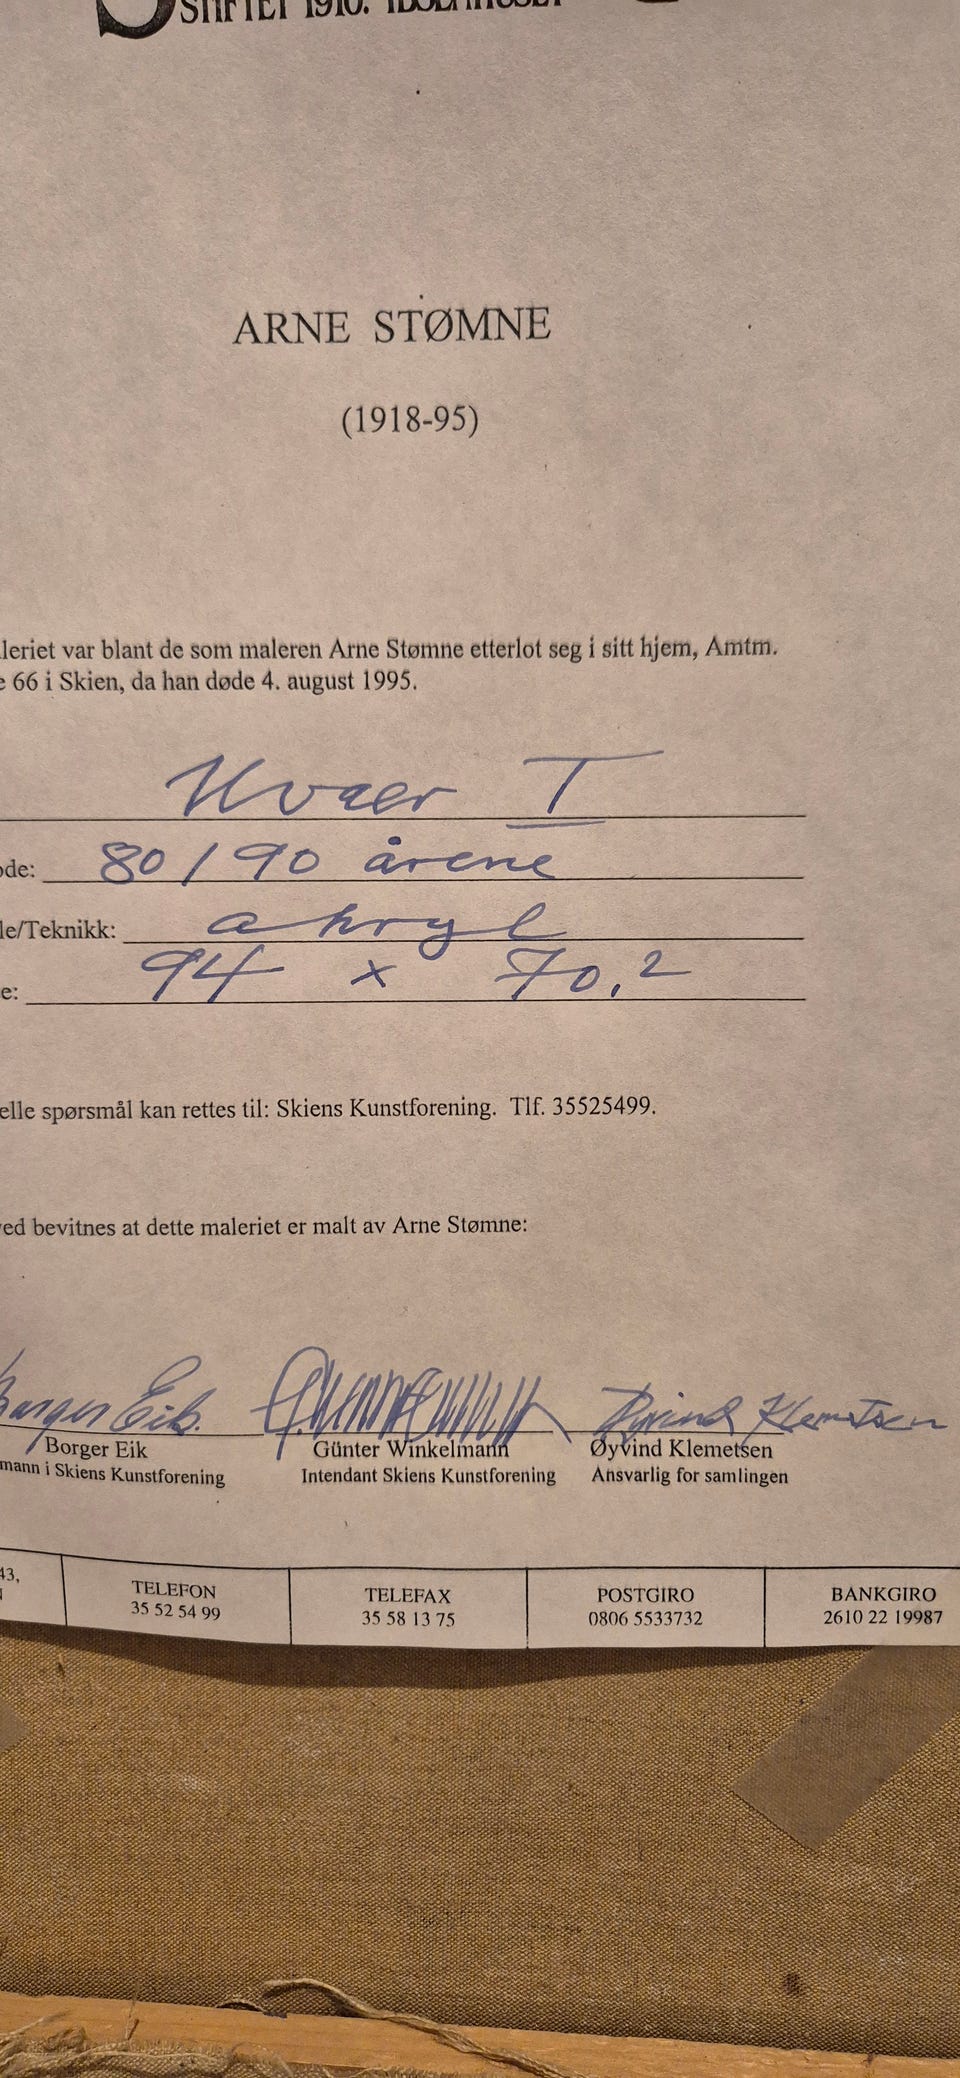 STIFTET 1910. IBSENHUSET
ARNE STØMNE
(1918-95)
leriet var blant de som maleren Arne Stømne etterlot seg i sitt hjem, Amtm.
e 66 i Skien, da han døde 4. august 1995.
Hvaer I
de: 80/90 årene
le/Teknikk: akryl
e: 94 x 70,2
elle spørsmål kan rettes til: Skiens Kunstforening. Tlf. 35525499.
ed bevitnes at dette maleriet er malt av Arne Stømne:
Borger Eik Øyvind Klemetsen
Borger Eik Günter Winkelmann Øyvind Klemetsen
mann i Skiens Kunstforening Intendant Skiens Kunstforening Ansvarlig for samlingen
43, TELEFON TELEFAX POSTGIRO BANKGIRO
35 52 54 99 35 58 13 75 0806 5533732 2610 22 19987